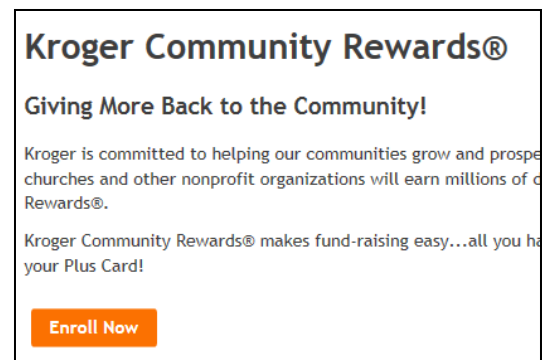 Kroger Community Rewards®
Giving More Back to the Community!
Kroger is committed to helping our communities grow and
churches and other nonprofit organizations will earn millions of
Rewards®.
Kroger Community Rewards® makes fund-raising easy...all you
your Plus Card!
Enroll Now